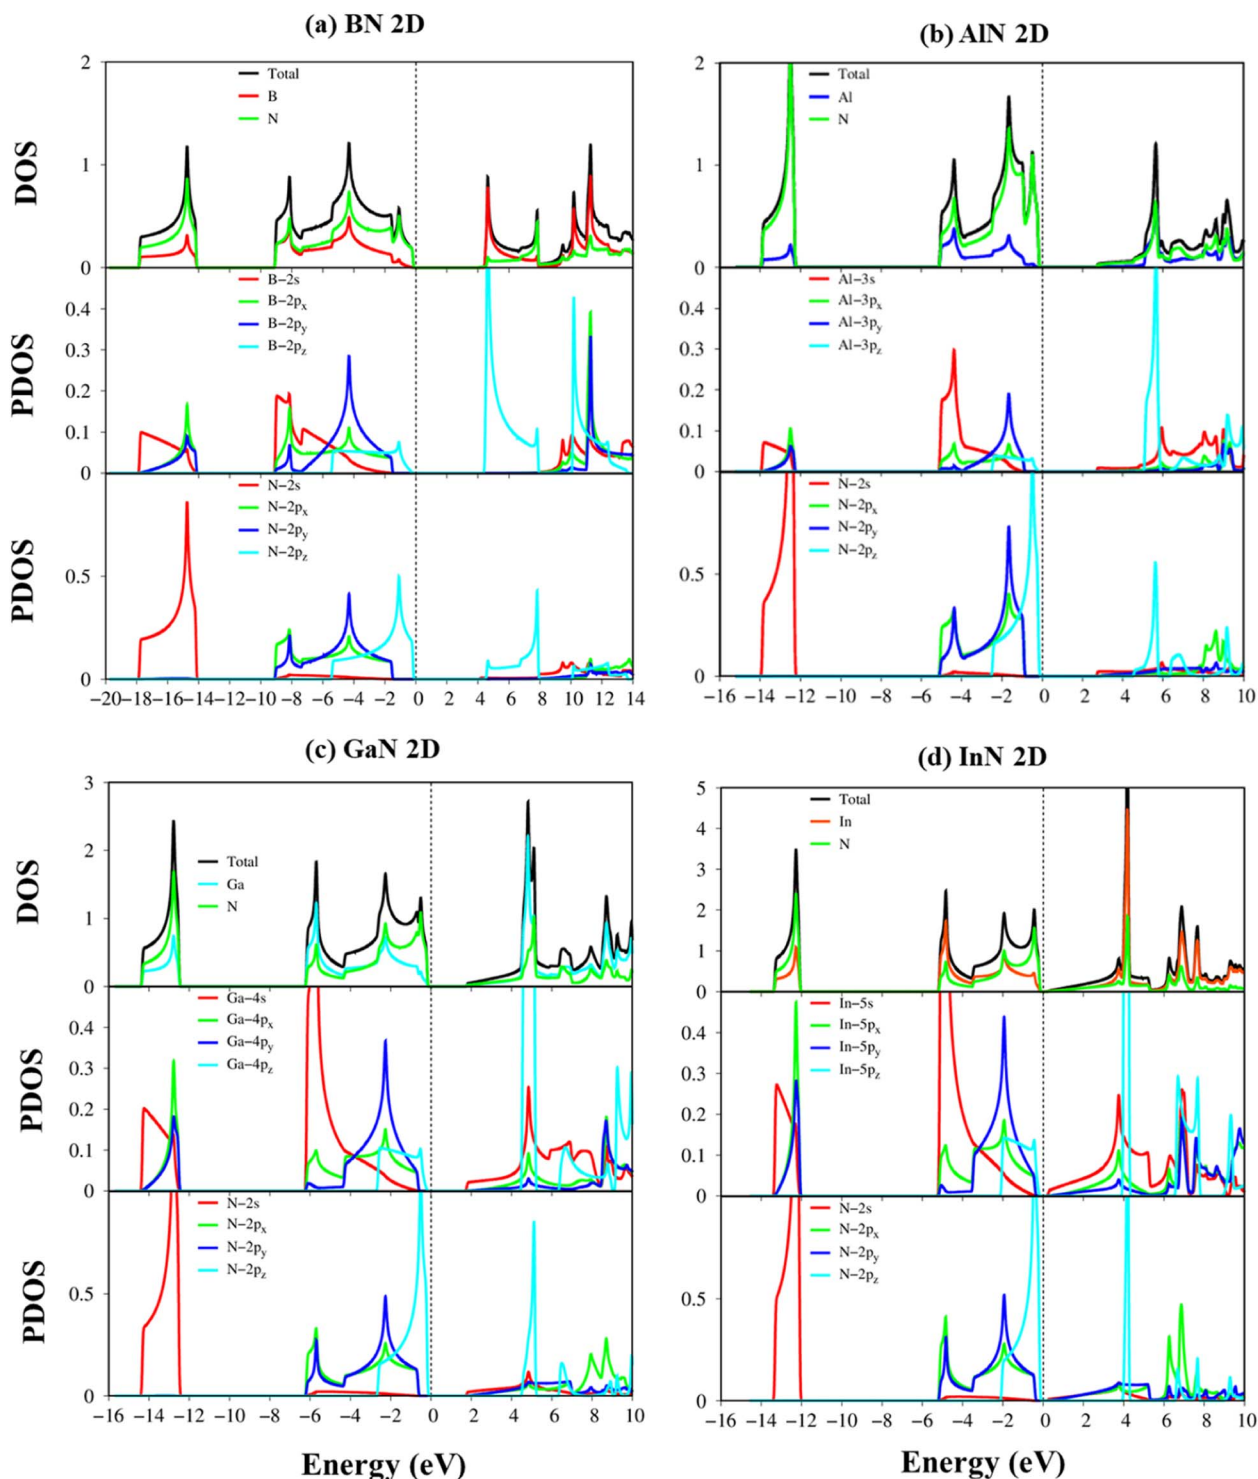 (a) BN 2D
DOS
2
1
0
Total
B
N
PDOS
0.4
0.3
0.2
0.1
0
B−2s
B−2px
B−2py
B−2pz
PDOS
0.5
0
N−2s
N−2px
N−2py
N−2pz
−20 −18 −16 −14 −12 −10 −8 −6 −4 −2 0 2 4 6 8 10 12 14
(b) AlN 2D
2
1
0
Total
Al
N
0.4
0.3
0.2
0.1
0
Al−3s
Al−3px
Al−3py
Al−3pz
0.5
0
N−2s
N−2px
N−2py
N−2pz
−16 −14 −12 −10 −8 −6 −4 −2 0 2 4 6 8 10
(c) GaN 2D
DOS
3
2
1
0
Total
Ga
N
PDOS
0.4
0.3
0.2
0.1
0
Ga−4s
Ga−4px
Ga−4py
Ga−4pz
PDOS
0.5
0
N−2s
N−2px
N−2py
N−2pz
−16 −14 −12 −10 −8 −6 −4 −2 0 2 4 6 8 10
Energy (eV)
(d) InN 2D
5
4
3
2
1
0
Total
In
N
0.4
0.3
0.2
0.1
0
In−5s
In−5px
In−5py
In−5pz
0.5
0
N−2s
N−2px
N−2py
N−2pz
−16 −14 −12 −10 −8 −6 −4 −2 0 2 4 6 8 10
Energy (eV)